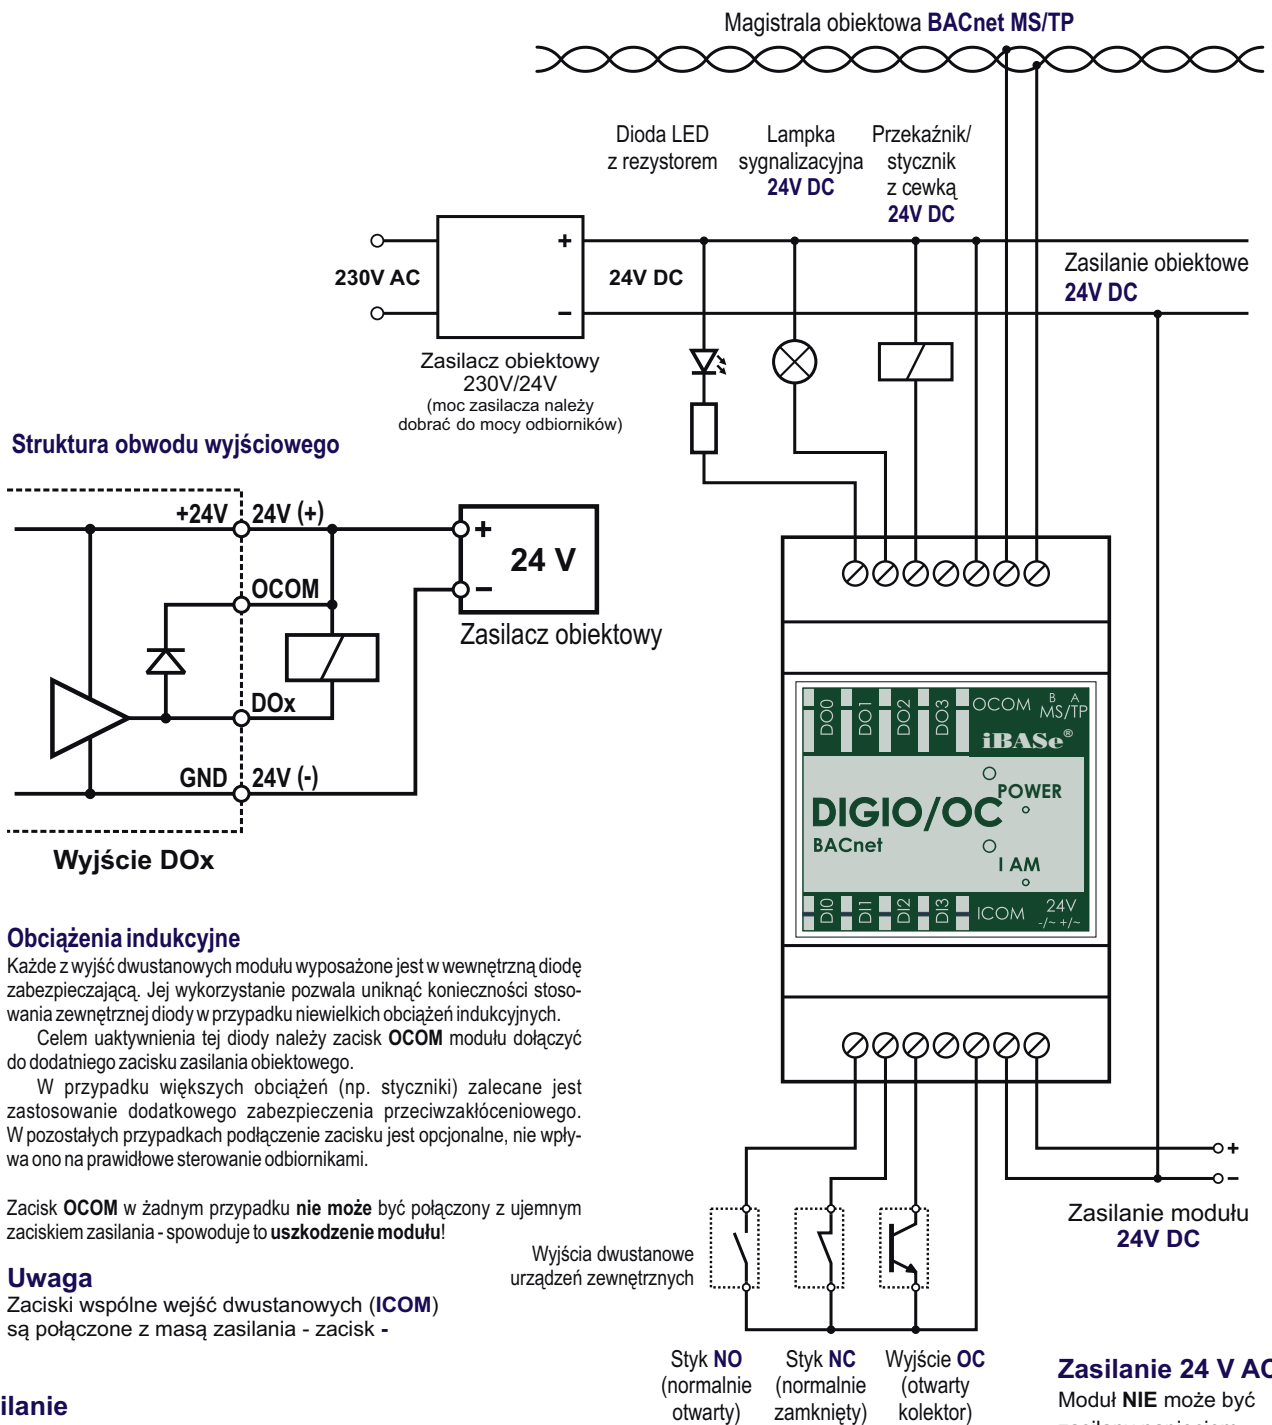 Magistrala obiektowa BACnet MS/TP
Dioda LED
z rezystorem
Lampka
sygnalizacyjna
24V DC
Przekaźnik/
stycznik
z cewką
24V DC
230V AC
+
−
24V DC
Zasilanie obiektowe
24V DC
Zasilacz obiektowy
230V/24V
(moc zasilacza należy
dobrać do mocy odbiorników)
Struktura obwodu wyjściowego
+24V 24V (+)
OCOM
DOx
GND 24V (-)
+
24 V
−
Zasilacz obiektowy
Wyjście DOx
DO0 DO1 DO2 DO3 OCOM B A
MS/TP
iBASe®
POWER
DIGIO/OC
BACnet
I AM
DI0 DI1 DI2 DI3 ICOM 24V
-/~ +/~
Obciążenia indukcyjne
Każde z wyjść dwustanowych modułu wyposażone jest w wewnętrzną diodę
zabezpieczającą. Jej wykorzystanie pozwala uniknąć konieczności stoso-
wania zewnętrznej diody w przypadku niewielkich obciążeń indukcyjnych.
Celem uaktywnienia tej diody należy zacisk OCOM modułu dołączyć
do dodatniego zacisku zasilania obiektowego.
W przypadku większych obciążeń (np. styczniki) zalecane jest
zastosowanie dodatkowego zabezpieczenia przeciwzakłóceniowego.
W pozostałych przypadkach podłączenie zacisku jest opcjonalne, nie wpły-
wa ono na prawidłowe sterowanie odbiornikami.
Zacisk OCOM w żadnym przypadku nie może być połączony z ujemnym
zaciskiem zasilania - spowoduje to uszkodzenie modułu!
Uwaga
Zaciski wspólne wejść dwustanowych (ICOM)
są połączone z masą zasilania - zacisk -
+
−
Zasilanie modułu
24V DC
Wyjścia dwustanowe
urządzeń zewnętrznych
Styk NO
(normalnie
otwarty)
Styk NC
(normalnie
zamknięty)
Wyjście OC
(otwarty
kolektor)
Zasilanie 24 V AC
Moduł NIE może być
ilanie